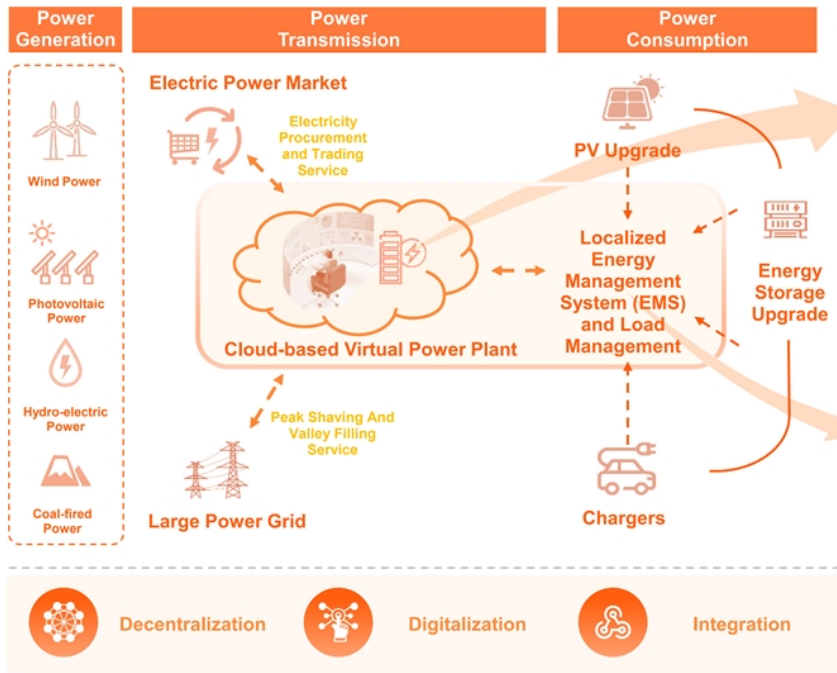 Power
Generation
Power
Transmission
Power
Consumption
Wind Power
Photovoltaic
Power
Hydro-electric
Power
Coal-fired
Power
Electric Power Market
Electricity
Procurement
and Trading
Service
Cloud-based Virtual Power Plant
Peak Shaving And
Valley Filling
Service
Large Power Grid
PV Upgrade
Localized
Energy
Management
System (EMS)
and Load
Management
Energy
Storage
Upgrade
Chargers
Decentralization
Digitalization
Integration